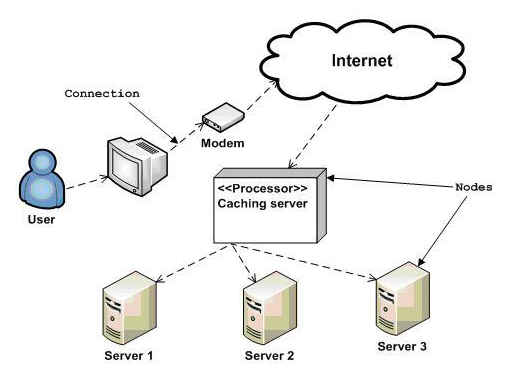 Internet
Connection
Modem
<<Processor>>
Caching server
Nodes
User
Server 1
Server 2
Server 3